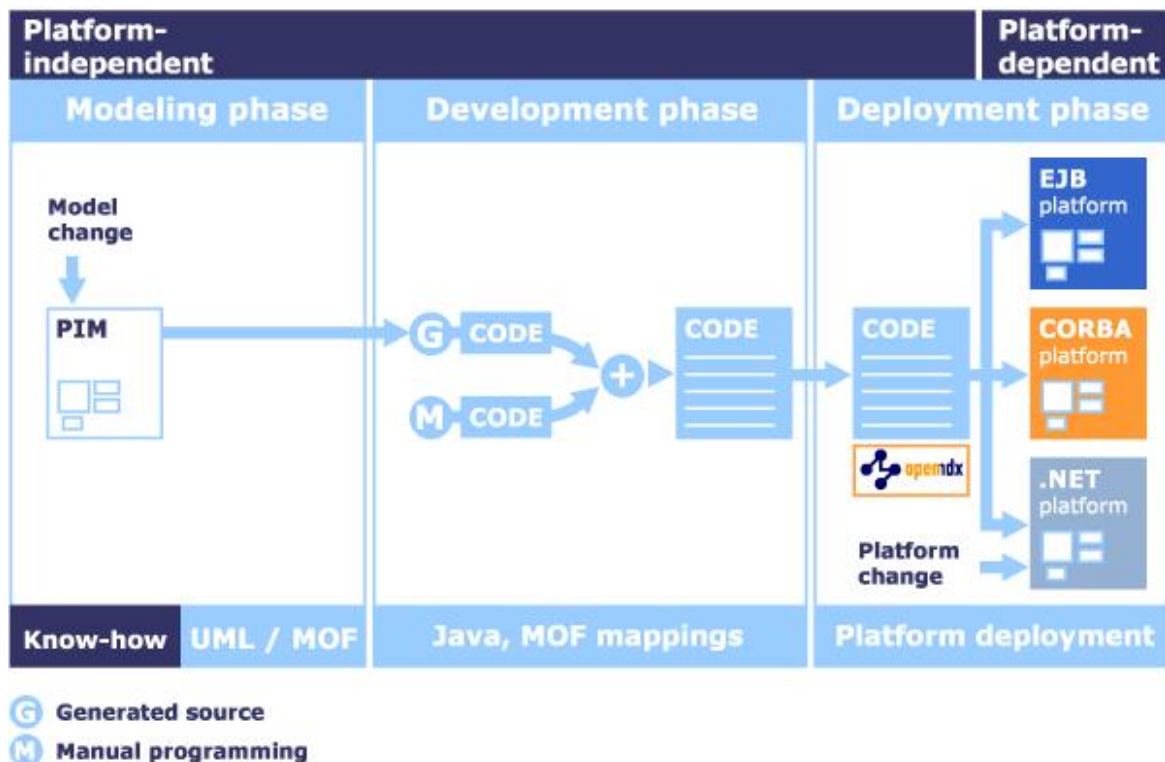 Platform-
independent
Platform-
dependent
Modeling phase
Development phase
Deployment phase
Model
change
PIM
G CODE
M CODE
+
CODE
CODE
openmdx
EJB
platform
CORBA
platform
.NET
platform
Platform
change
Know-how
UML / MOF
Java, MOF mappings
Platform deployment
G Generated source
M Manual programming